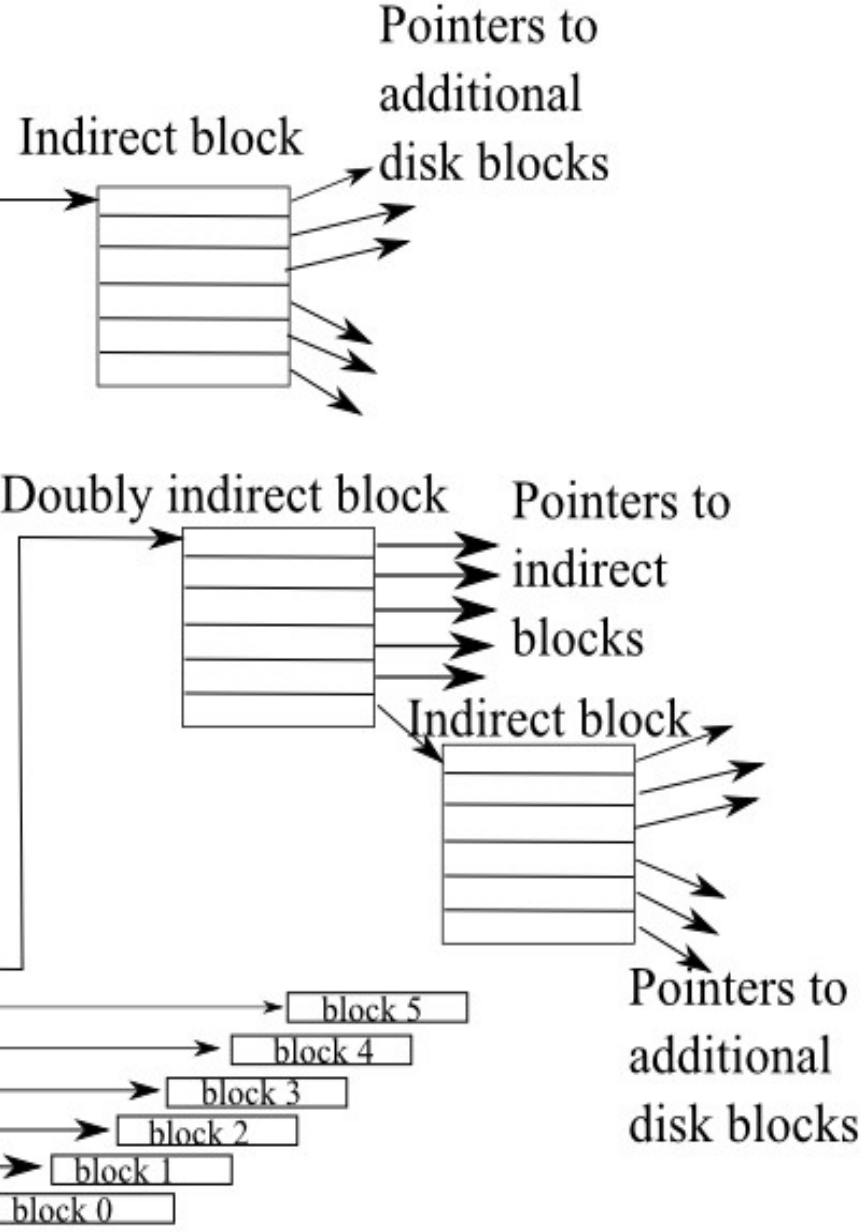 Pointers to
additional
disk blocks
Indirect block
Doubly indirect block
Pointers to
indirect
blocks
Indirect block
block 5
block 4
block 3
block 2
block 1
block 0
Pointers to
additional
disk blocks